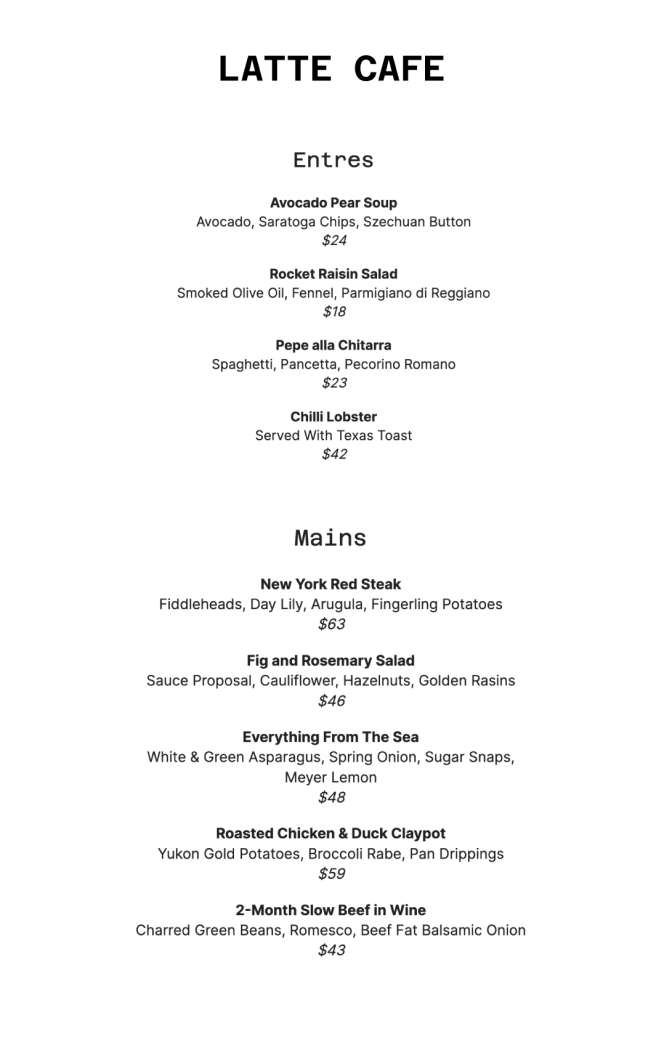 LATTE CAFE
Entres
Avocado Pear Soup
Avocado, Saratoga Chips, Szechuan Button
$24
Rocket Raisin Salad
Smoked Olive Oil, Fennel, Parmigiano di Reggiano
$18
Pepe alla Chitarra
Spaghetti, Pancetta, Pecorino Romano
$23
Chilli Lobster
Served With Texas Toast
$42
Mains
New York Red Steak
Fiddleheads, Day Lily, Arugula, Fingerling Potatoes
$63
Fig and Rosemary Salad
Sauce Proposal, Cauliflower, Hazelnuts, Golden Rasins
$46
Everything From The Sea
White & Green Asparagus, Spring Onion, Sugar Snaps,
Meyer Lemon
$48
Roasted Chicken & Duck Claypot
Yukon Gold Potatoes, Broccoli Rabe, Pan Drippings
$59
2-Month Slow Beef in Wine
Charred Green Beans, Romesco, Beef Fat Balsamic Onion
$43